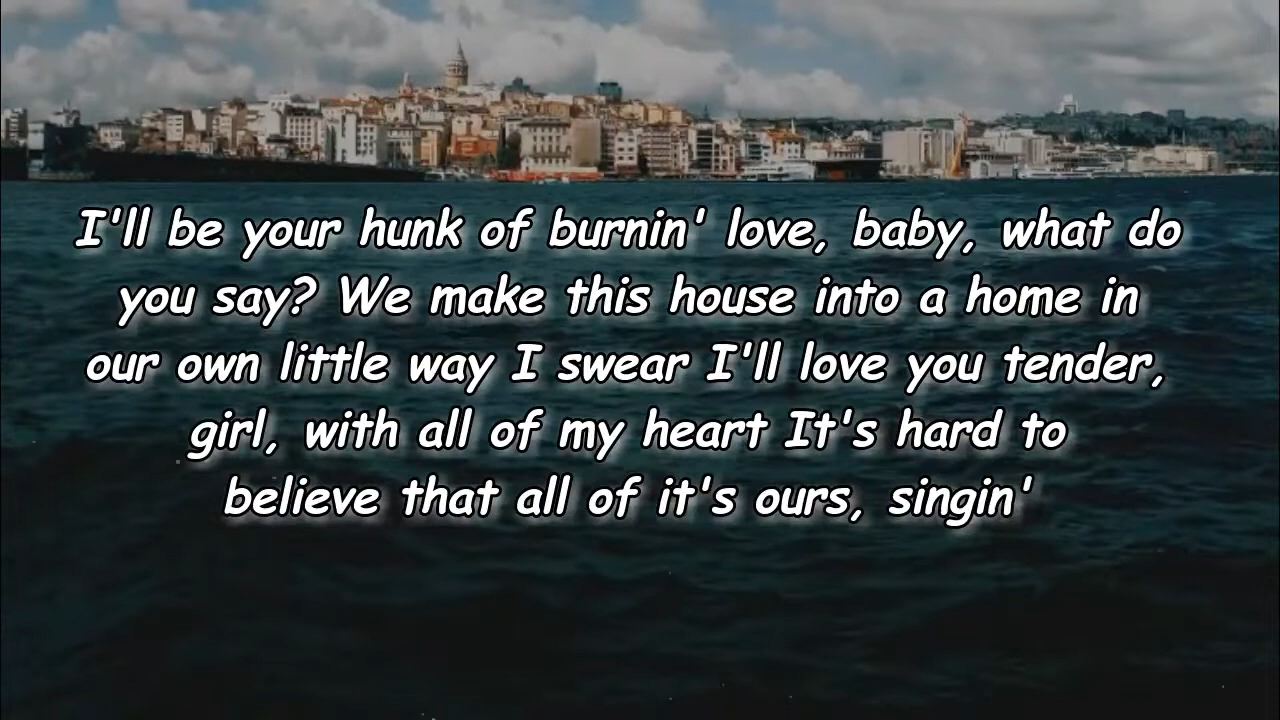 I'll be your hunk of burnin' love, baby, what do
you say? We make this house into a home in
our own little way I swear I'll love you tender,
girl, with all of my heart It's hard to
believe that all of it's ours, singin'